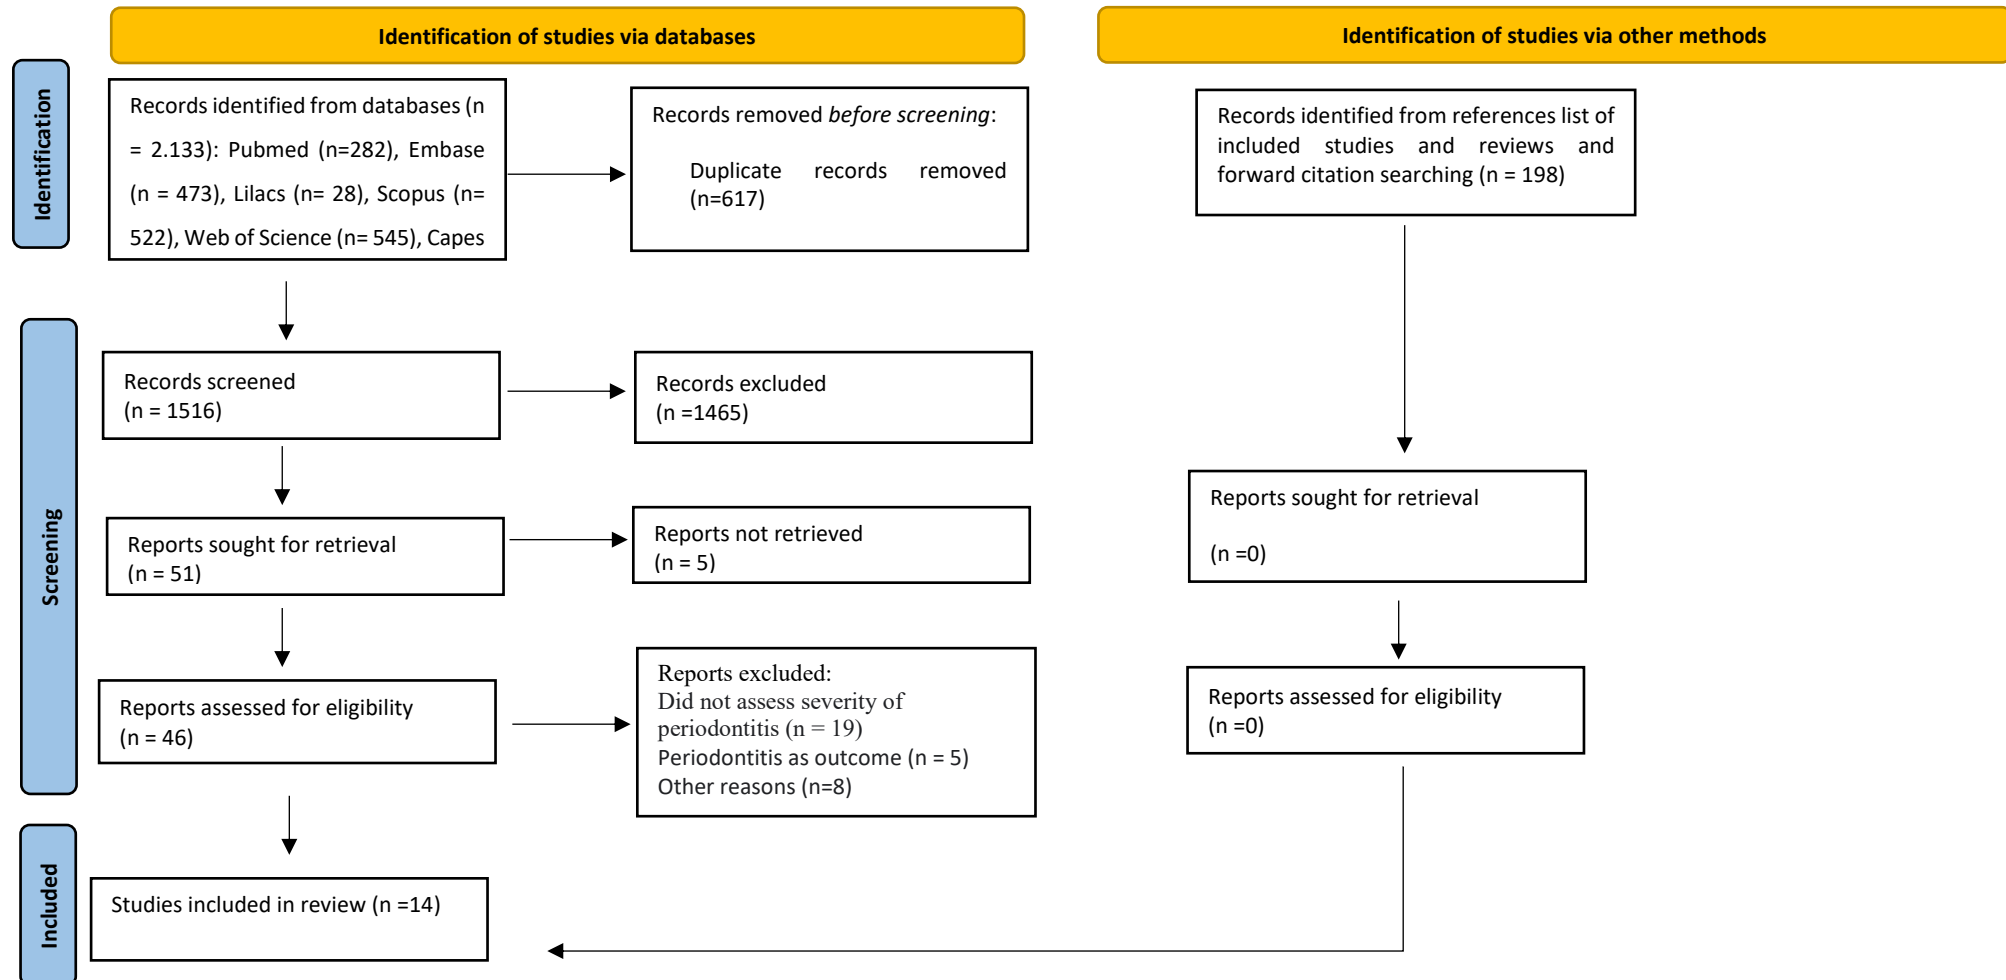 Identification of studies via databases
Identification of studies via other methods
Identification
Records identified from databases (n
= 2.133): Pubmed (n=282), Embase
(n = 473), Lilacs (n= 28), Scopus (n=
522), Web of Science (n= 545), Capes
Records removed before screening:
Duplicate records removed
(n=617)
Records identified from references list of
included studies and reviews and
forward citation searching (n = 198)
Screening
Records screened
(n = 1516)
Records excluded
(n =1465)
Reports sought for retrieval
(n = 51)
Reports not retrieved
(n = 5)
Reports sought for retrieval
(n =0)
Reports assessed for eligibility
(n = 46)
Reports excluded:
Did not assess severity of
periodontitis (n = 19)
Periodontitis as outcome (n = 5)
Other reasons (n=8)
Reports assessed for eligibility
(n =0)
Included
Studies included in review (n =14)